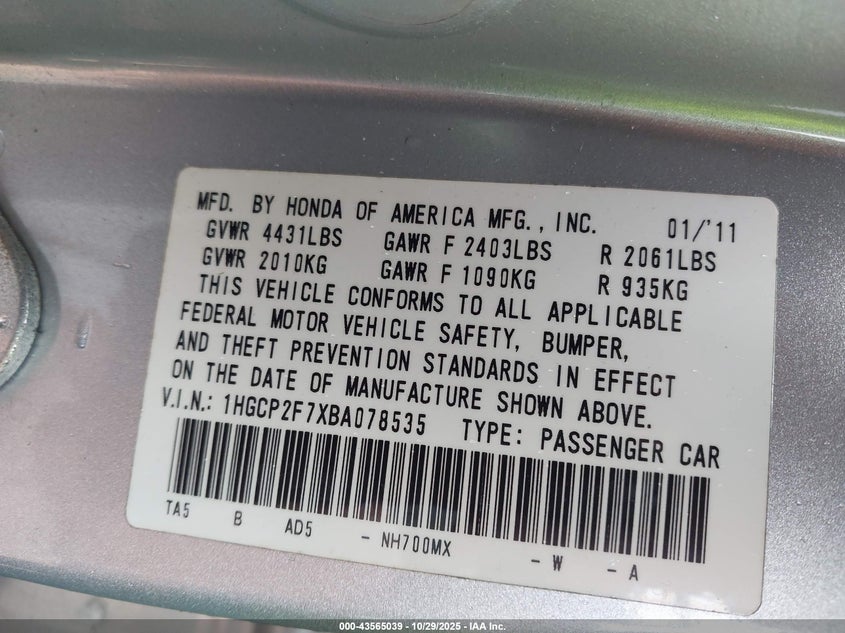 MFD. BY HONDA OF AMERICA MFG., INC. 01/'11
GVWR 4431LBS GAWR F 2403LBS R 2061LBS
GVWR 2010KG GAWR F 1090KG R 935KG
THIS VEHICLE CONFORMS TO ALL APPLICABLE
FEDERAL MOTOR VEHICLE SAFETY, BUMPER,
AND THEFT PREVENTION STANDARDS IN EFFECT
ON THE DATE OF MANUFACTURE SHOWN ABOVE.
V.I.N.: 1HGCP2F7XBA078535 TYPE: PASSENGER CAR
TA5 B AD5 - NH700MX - W - A
000-43565039 - 10/29/2025 - IAA Inc.